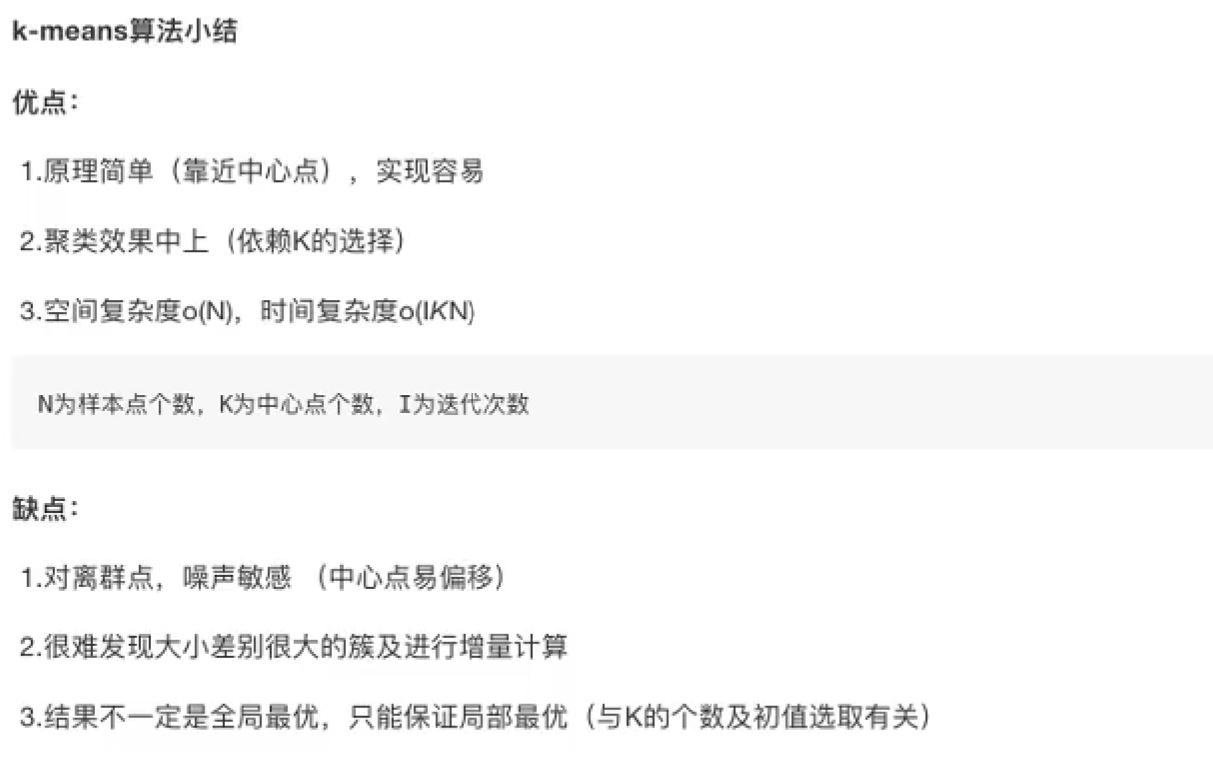 k-means算法小结
优点：
1.原理简单（靠近中心点），实现容易
2.聚类效果中上（依赖K的选择）
3.空间复杂度o(N)，时间复杂度o(IKN)
N为样本点个数，K为中心点个数，I为迭代次数
缺点：
1.对离群点，噪声敏感 （中心点易偏移）
2.很难发现大小差别很大的簇及进行增量计算
3.结果不一定是全局最优，只能保证局部最优（与K的个数及初值选取有关）